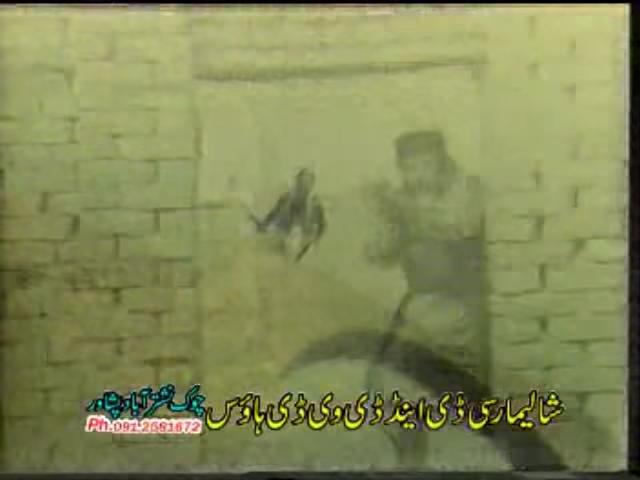 شالیمار سی ڈی اینڈ ڈی وی ڈی ہاؤس
چوک نشتر آباد پشاور
Ph.091.2581672